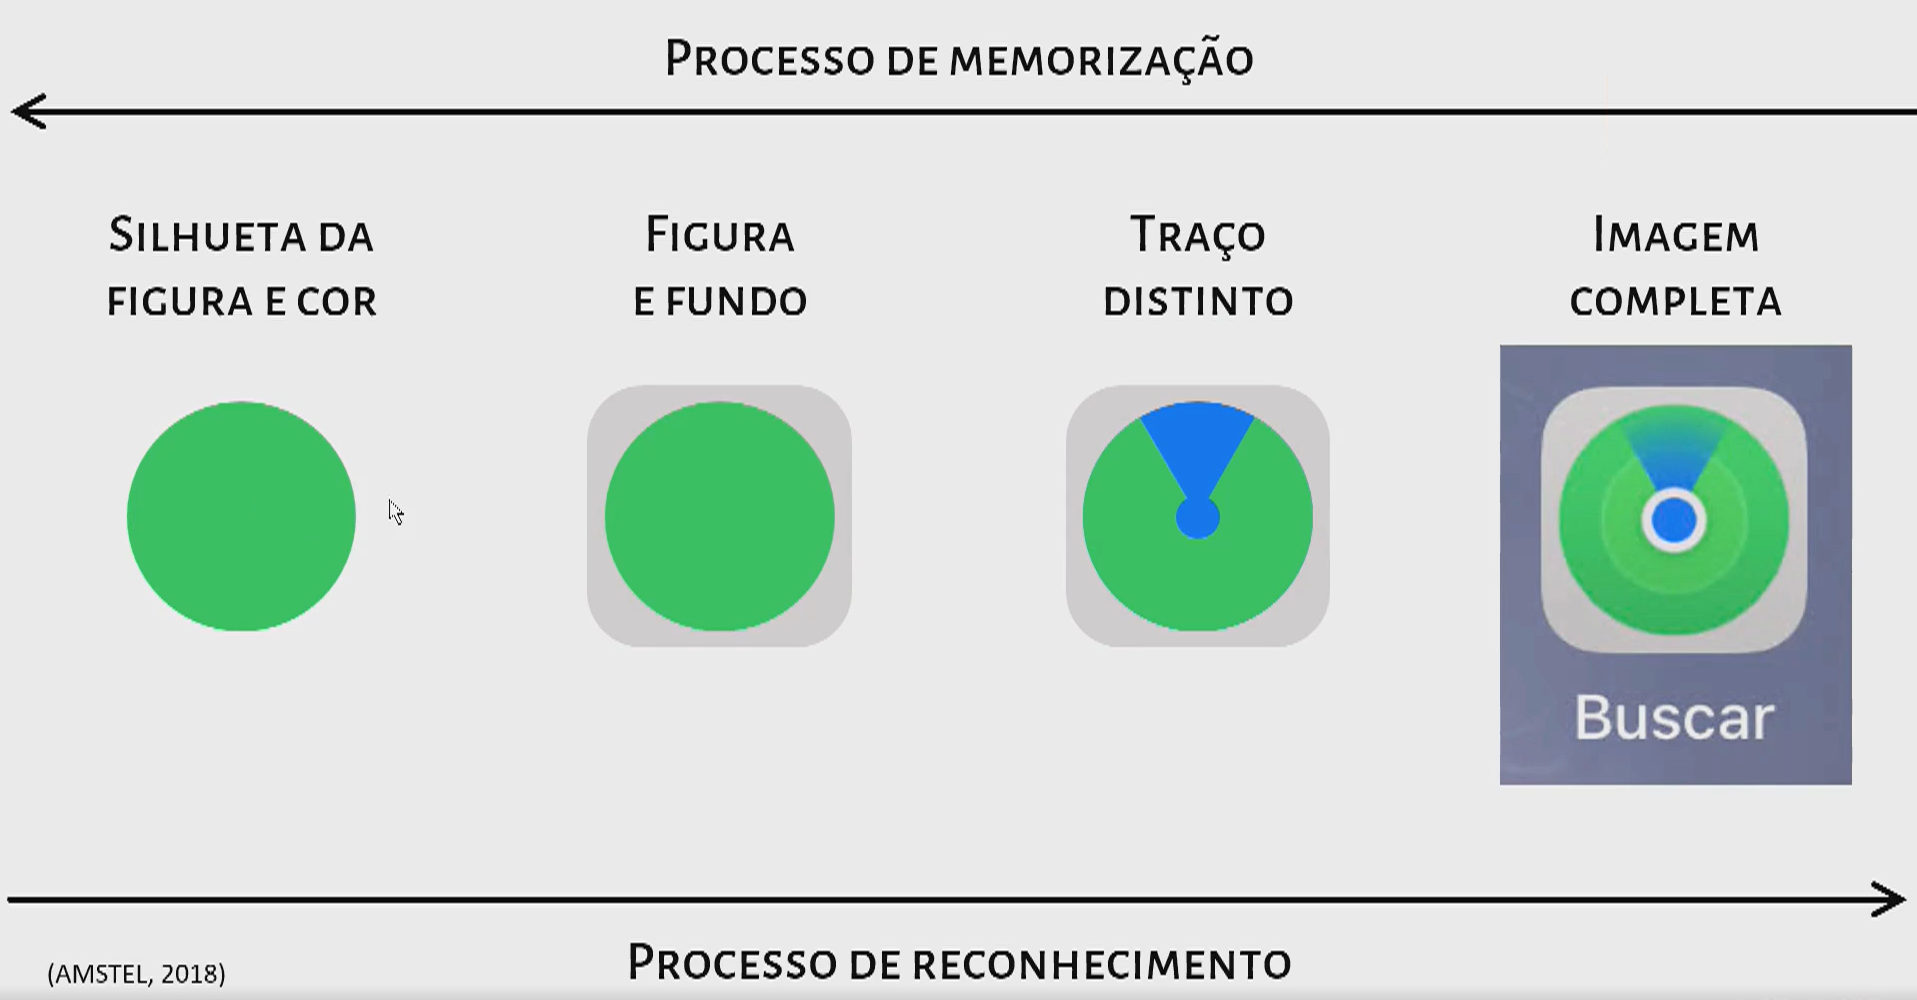 Processo de memorização
Silhueta da
figura e cor
Figura
e fundo
Traço
distinto
Imagem
completa
Buscar
Processo de reconhecimento
(AMSTEL, 2018)